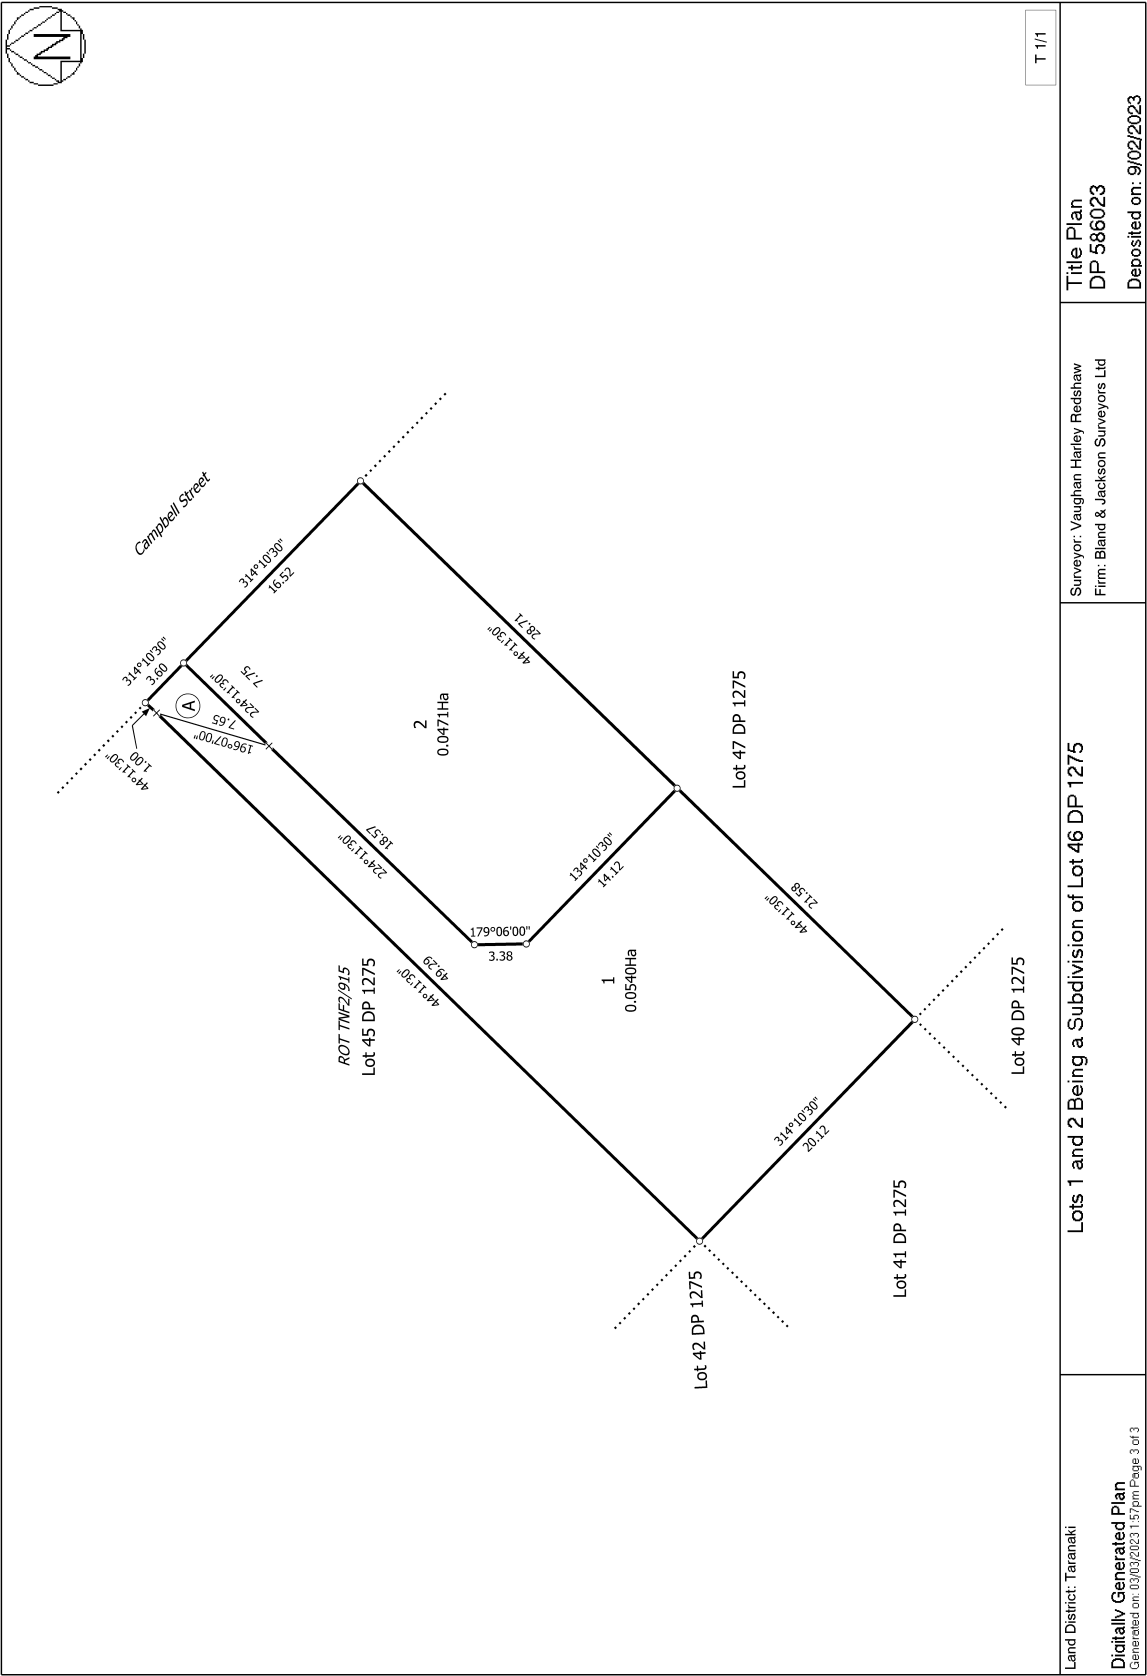 N
T 1/1
Campbell Street
314°10'30"
3.60
314°10'30"
16.52
44°11'30"
1.00
A
196°07'00"
7.65
224°11'30"
7.75
224°11'30"
18.57
2
0.0471Ha
44°11'30"
28.71
179°06'00"
3.38
134°10'30"
14.12
44°11'30"
49.29
ROT TNF2/915
Lot 45 DP 1275
1
0.0540Ha
Lot 47 DP 1275
44°11'30"
21.58
314°10'30"
20.12
Lot 40 DP 1275
Lot 41 DP 1275
Lot 42 DP 1275
Land District: Taranaki
Digitally Generated Plan
Generated on: 03/03/2023 1:57pm Page 3 of 3
Lots 1 and 2 Being a Subdivision of Lot 46 DP 1275
Surveyor: Vaughan Harley Redshaw
Firm: Bland & Jackson Surveyors Ltd
Title Plan
DP 586023
Deposited on: 9/02/2023